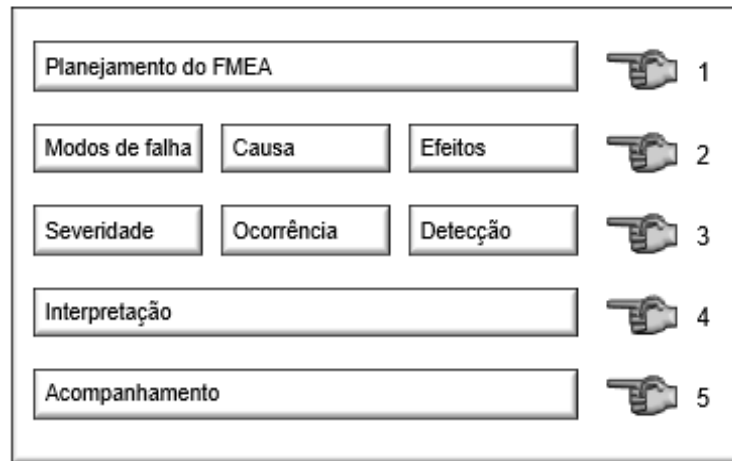 Planejamento do FMEA 1
Modos de falha Causa Efeitos 2
Severidade Ocorrência Detecção 3
Interpretação 4
Acompanhamento 5